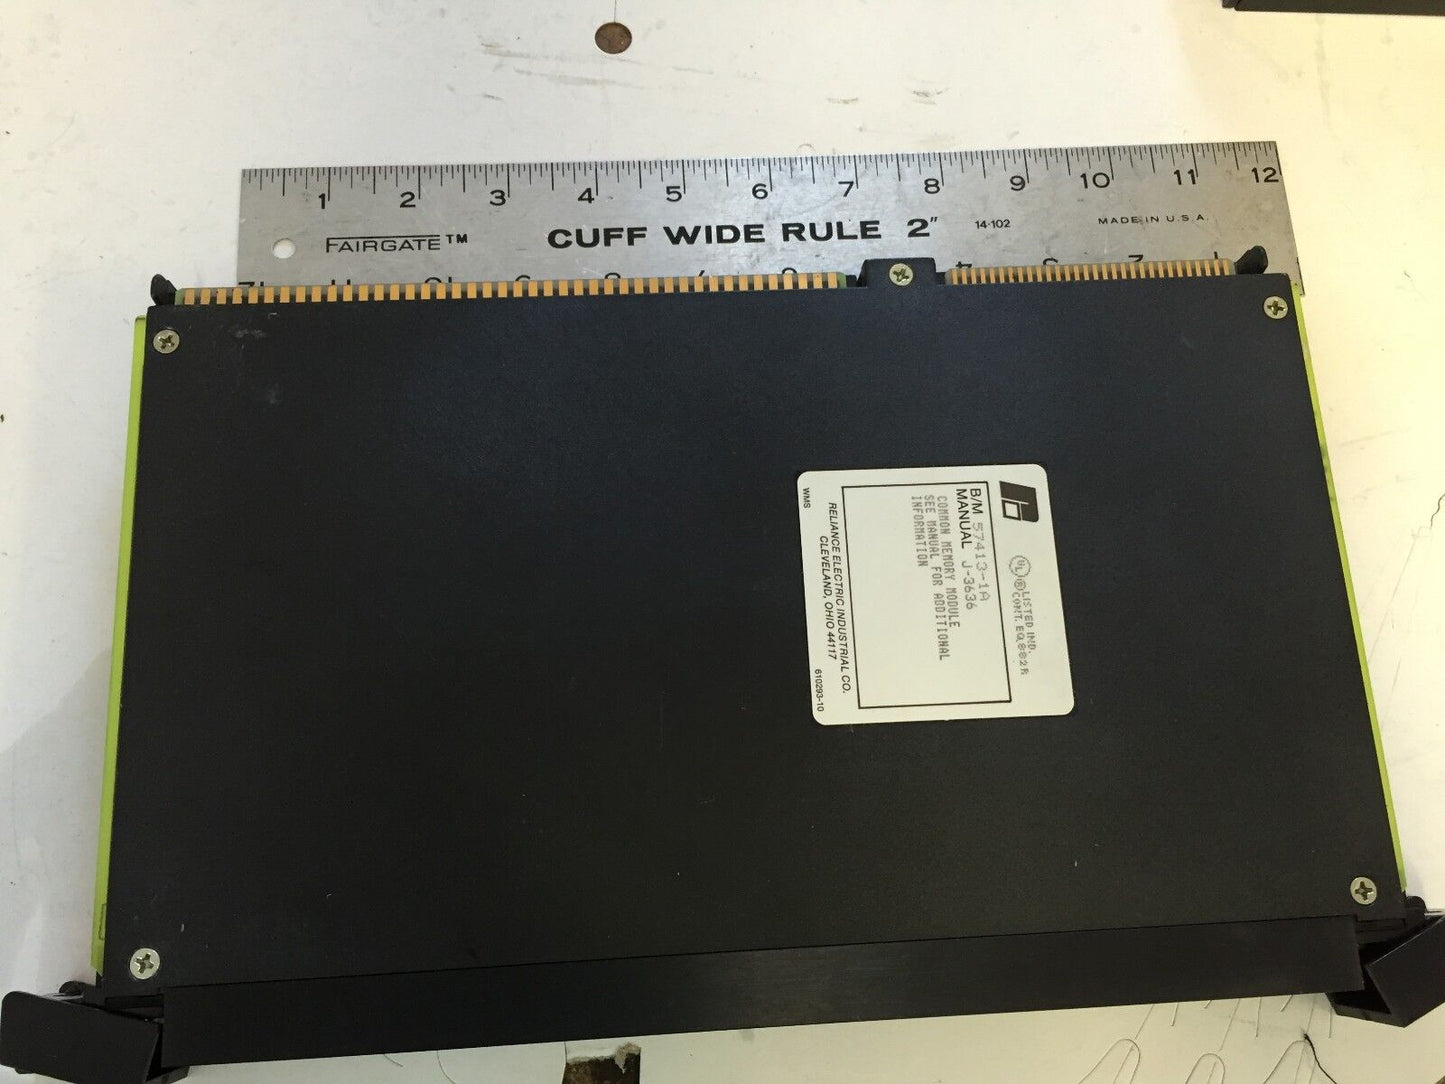 1 2 3 4 5 6 7 8 9 10 11 12
FAIRGATE™
CUFF WIDE RULE 2"
14-102
MADE IN U.S.A.
UL ® LISTED IND.
CONT. EQ 882R
B/M 57413-1A
MANUAL J-3636
COMMON MEMORY MODULE
SEE MANUAL FOR ADDITIONAL
INFORMATION
RELIANCE ELECTRIC INDUSTRIAL CO.
CLEVELAND, OHIO 44117
WMS
610293-10